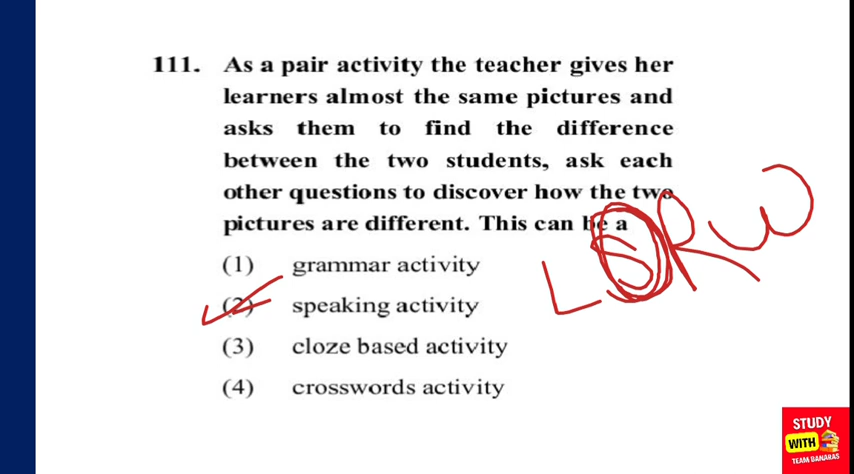 111. As a pair activity the teacher gives her
learners almost the same pictures and
asks them to find the difference
between the two students, ask each
other questions to discover how the two
pictures are different. This can be a
(1) grammar activity
(2) speaking activity
(3) cloze based activity
(4) crosswords activity
LSRW
STUDY
WITH
TEAM BANARAS